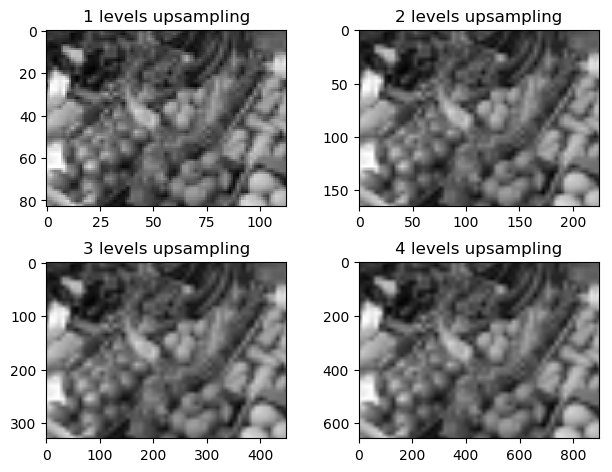 1 levels upsampling
2 levels upsampling
0
20
40
60
80
0 25 50 75 100
0
50
100
150
0 50 100 150 200
3 levels upsampling
4 levels upsampling
0
100
200
300
0 100 200 300 400
0
200
400
600
0 200 400 600 800